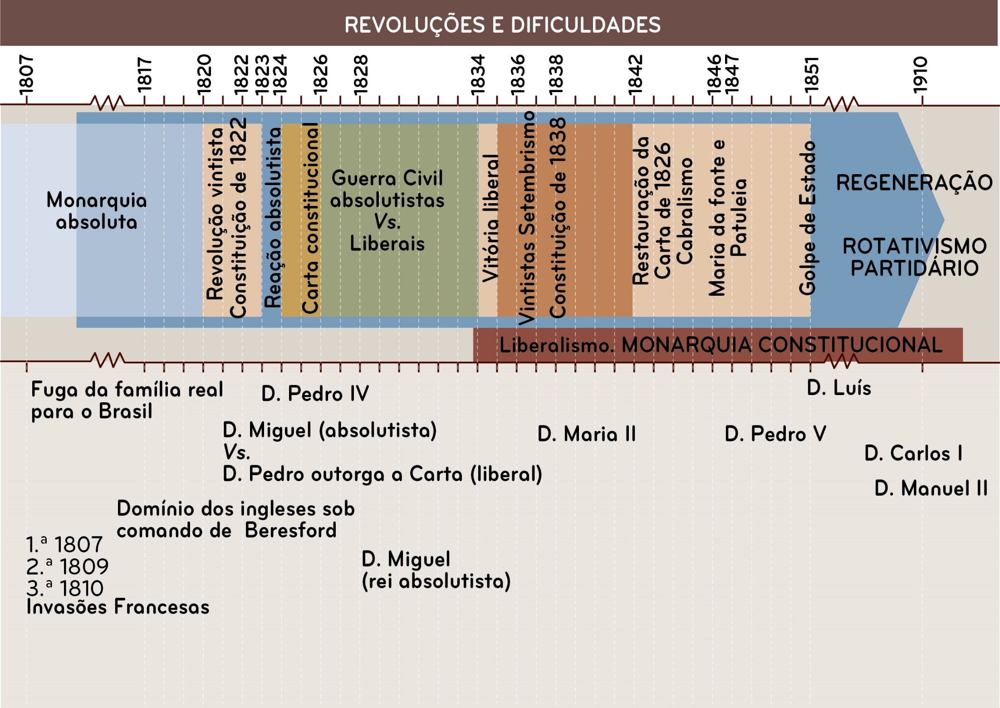 REVOLUÇÕES E DIFICULDADES
1807
1817
1820
1822
1823
1824
1826
1828
1834
1836
1838
1842
1846
1847
1851
1910
Monarquia
absoluta
Revolução vintista
Constituição de 1822
Reação absolutista
Carta constitucional
Guerra Civil
absolutistas
Vs.
Liberais
Vitória liberal
Vintistas Setembrismo
Constituição de 1838
Restauração da
Carta de 1826
Cabralismo
Maria da fonte e
Patuleia
Golpe de Estado
REGENERAÇÃO
ROTATIVISMO
PARTIDÁRIO
Liberalismo. MONARQUIA CONSTITUCIONAL
Fuga da família real
para o Brasil
D. Pedro IV
D. Luís
D. Miguel (absolutista)
Vs.
D. Pedro outorga a Carta (liberal)
D. Maria II
D. Pedro V
D. Carlos I
D. Manuel II
Domínio dos ingleses sob
comando de Beresford
1.ª 1807
2.ª 1809
3.ª 1810
Invasões Francesas
D. Miguel
(rei absolutista)